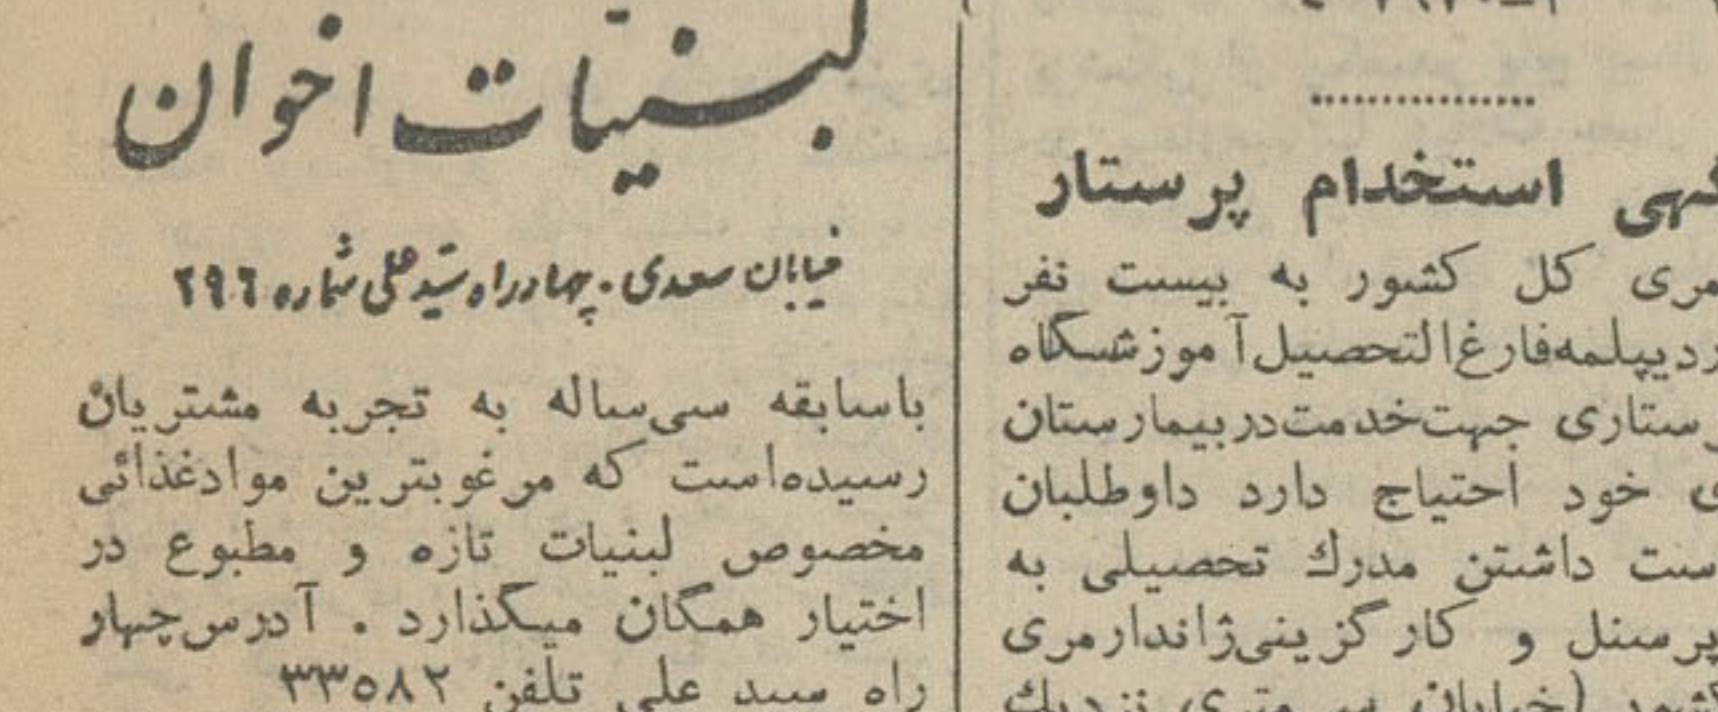 استخدام پرستار
کل کشور به بیست نفر
دیپلمه‌فارغ‌التحصیل آموزشگاه
جهت‌خدمت‌در بیمارستان
خود احتیاج دارد داوطلبان
داشتن مدرك تحصیلی به
پرسنل و کارگزینی‌ژاندارمری
لبنیات اخوان
خیابان سعدی . چهارراه سیدعلی شماره ۲۹۶
باسابقه سی‌ساله به تجربه مشتریان
رسیده‌است که مرغوبترین موادغذائی
مخصوص لبنیات تازه و مطبوع در
اختیار همگان میگذارد . آدرس‌چهار
راه سید علی تلفن ۳۳۵۸۲